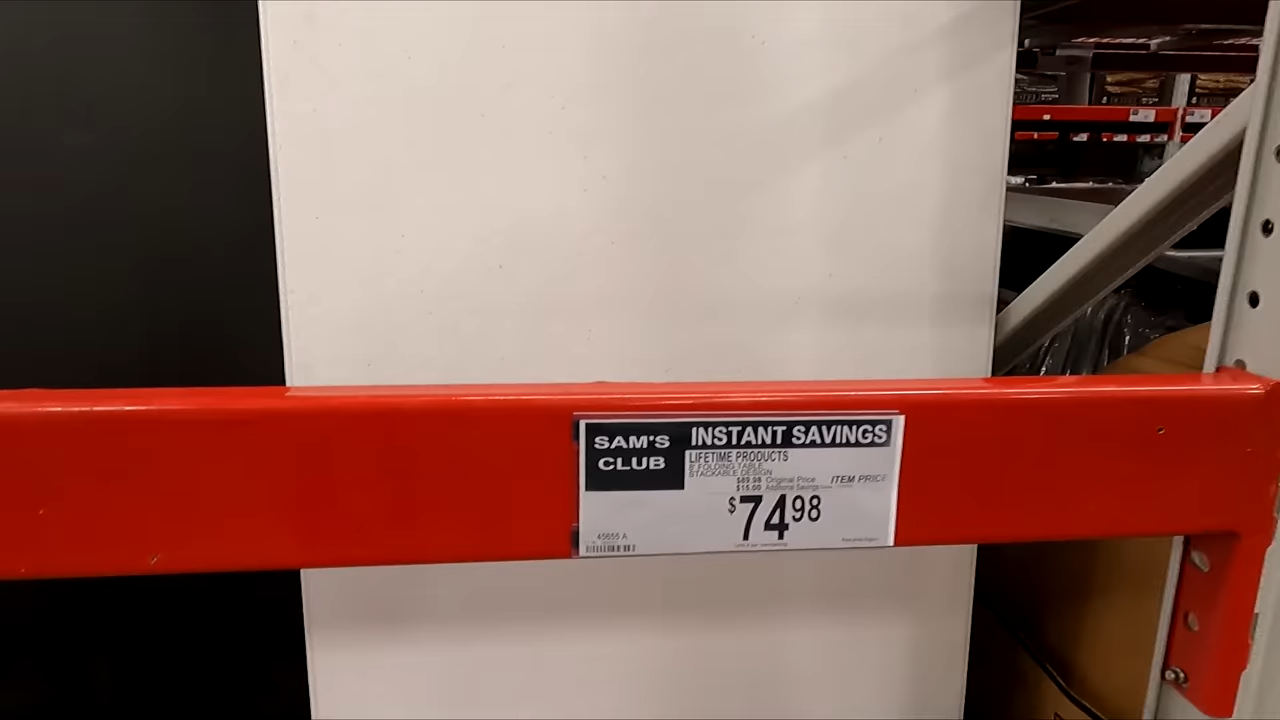 SAM'S
CLUB
INSTANT SAVINGS
LIFETIME PRODUCTS
8' FOLDING TABLE
STACKABLE DESIGN
$89.98 Original Price
$15.00 Additional Savings
ITEM PRICE
$74.98
45655 A